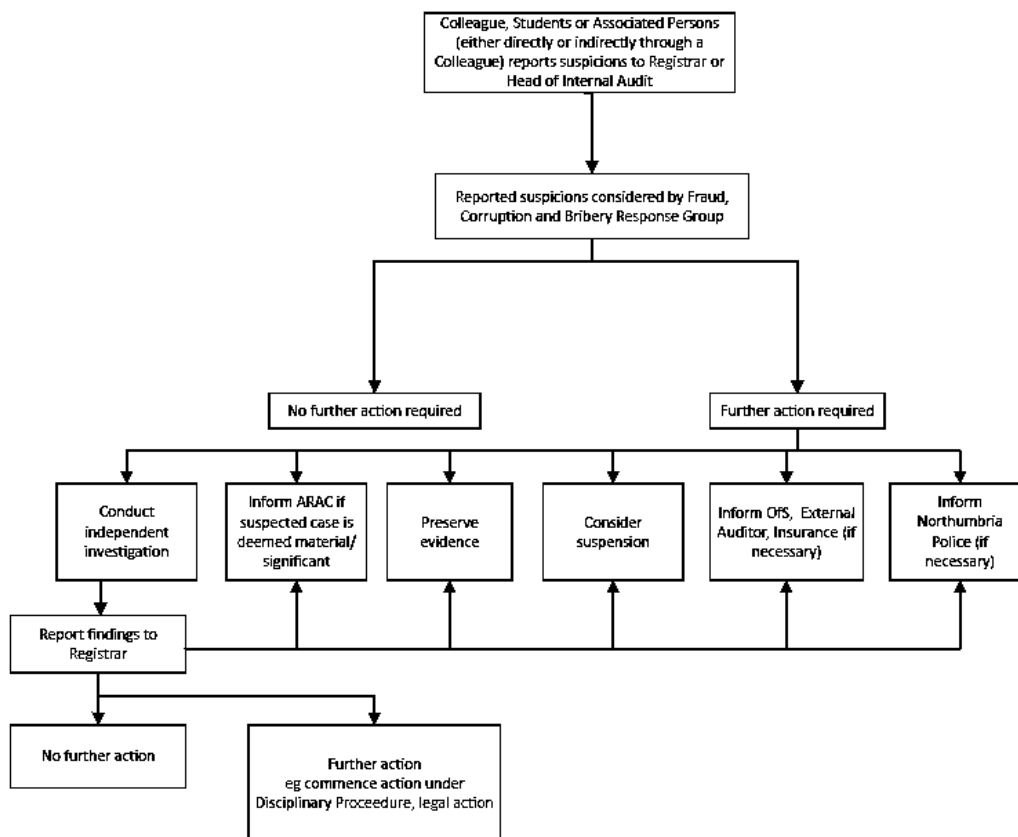 Colleague, Students or Associated Persons
(either directly or indirectly through a
Colleague) reports suspicions to Registrar or
Head of Internal Audit
Reported suspicions considered by Fraud,
Corruption and Bribery Response Group
No further action required
Further action required
Conduct
independent
investigation
Inform ARAC if
suspected case is
deemed material/
significant
Preserve
evidence
Consider
suspension
Inform OfS, External
Auditor, Insurance (if
necessary)
Inform
Northumbria
Police (if
necessary)
Report findings to
Registrar
No further action
Further action
eg commence action under
Disciplinary Proceedure, legal action